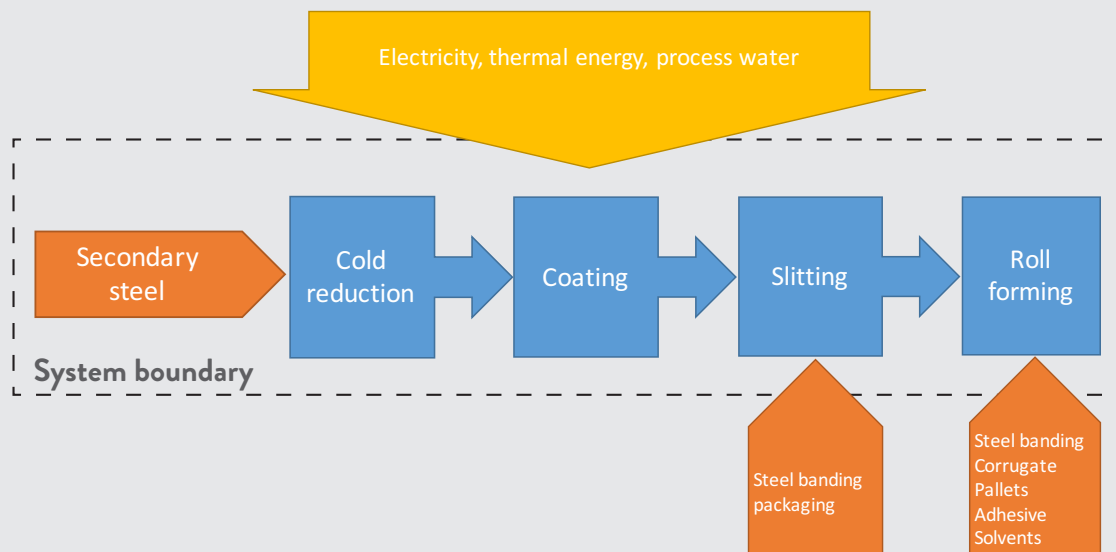 Electricity, thermal energy, process water
Secondary
steel
Cold
reduction
Coating
Slitting
Roll
forming
System boundary
Steel banding
packaging
Steel banding
Corrugate
Pallets
Adhesive
Solvents